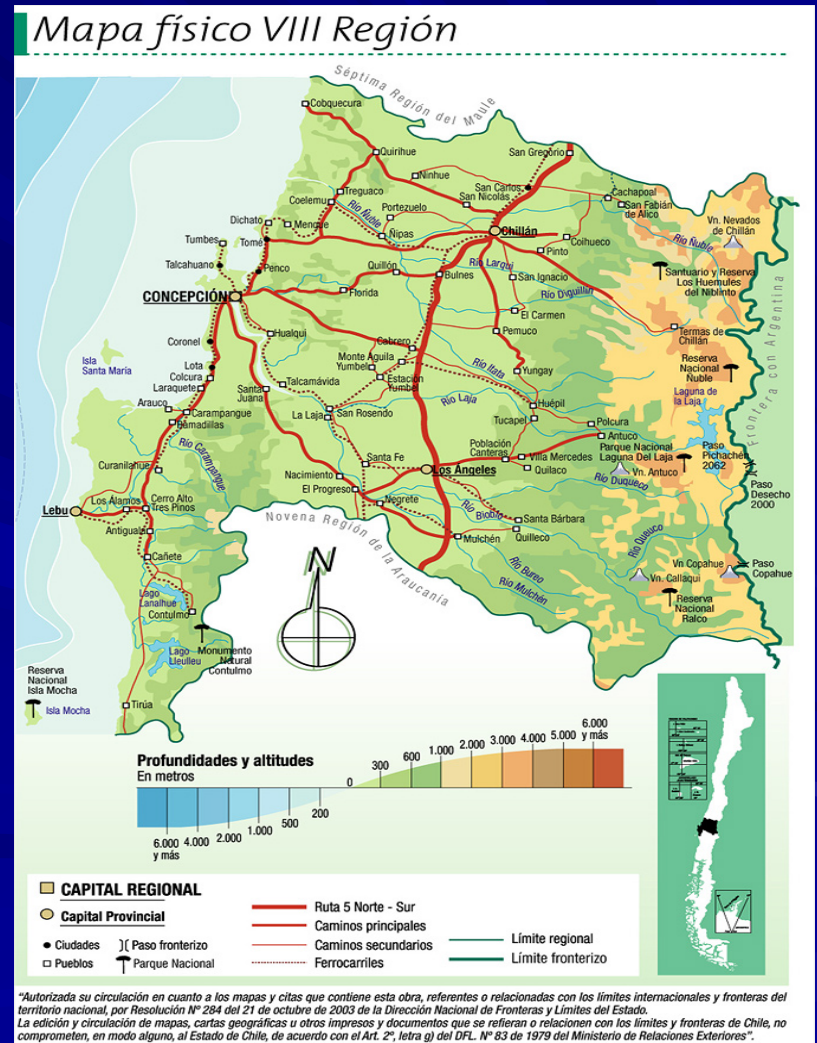 Mapa físico VIII Región
Séptima Región del Maule
Cobquecura
Quirihue
San Gregorio
Ninhue
San Carlos
San Nicolás
Cachapoal
San Fabián
de Alico
Treguaco
Coelemu
Portezuelo
Río Ñuble
Ñipas
Chillán
Vn. Nevados
de Chillán
Dichato
Mengue
Tumbes
Tomé
Coihueco
Pinto
Río Ñuble
Talcahuano
Penco
Quillón
Río Larqui
Bulnes
San Ignacio
Santuario y Reserva
Los Huemules
del Niblinto
CONCEPCIÓN
Florida
Río Diguillín
El Carmen
Hualqui
Pemuco
Termas de
Chillán
Coronel
Cabrero
Monte Aguila
Yumbel
Isla
Santa María
Lota
Colcura
Laraquete
Estación
Yumbel
Río Itata
Yungay
Reserva
Nacional
Ñuble
Frontera con Argentina
Talcamávida
Santa
Juana
Laguna de
la Laja
Arauco
Carampangue
Ramadillas
La Laja
San Rosendo
Río Laja
Huépil
Tucapel
Polcura
Antuco
Río Carampangue
Población
Canteras
Parque Nacional
Laguna Del Laja
Paso
Pichachén
2062
Curanilahue
Santa Fe
Villa Mercedes
Los Angeles
Quilaco
Vn. Antuco
Nacimiento
El Progreso
Río Duqueco
Paso
Desecho
2000
Los Álamos
Cerro Alto
Tres Pinos
Negrete
Lebu
Río Biobío
Santa Bárbara
Quilleco
Antiguala
Novena Región de la Araucanía
Mulchén
Río Queuco
Cañete
Río Bureo
Vn Copahue
Paso
Copahue
Vn. Callaqui
Río Mulchén
Lago
Lanalhue
Contulmo
Reserva
Nacional
Ralco
N
Lago
Lleulleu
Monumento
Natural
Contulmo
Reserva
Nacional
Isla Mocha
Isla Mocha
Tirúa
Profundidades y altitudes
En metros
0
300
600
1.000
2.000
3.000
4.000
5.000
6.000
y más
6.000
y más
4.000
2.000
1.000
500
200
CAPITAL REGIONAL
Capital Provincial
Ciudades
Paso fronterizo
Pueblos
Parque Nacional
Ruta 5 Norte - Sur
Caminos principales
Caminos secundarios
Ferrocarriles
Límite regional
Límite fronterizo
“Autorizada su circulación en cuanto a los mapas y citas que contiene esta obra, referentes o relacionadas con los límites internacionales y fronteras del
territorio nacional, por Resolución Nº 284 del 21 de octubre de 2003 de la Dirección Nacional de Fronteras y Límites del Estado.
La edición y circulación de mapas, cartas geográficas u otros impresos y documentos que se refieran o relacionen con los límites y fronteras de Chile, no
comprometen, en modo alguno, al Estado de Chile, de acuerdo con el Art. 2º, letra g) del DFL. Nº 83 de 1979 del Ministerio de Relaciones Exteriores”.